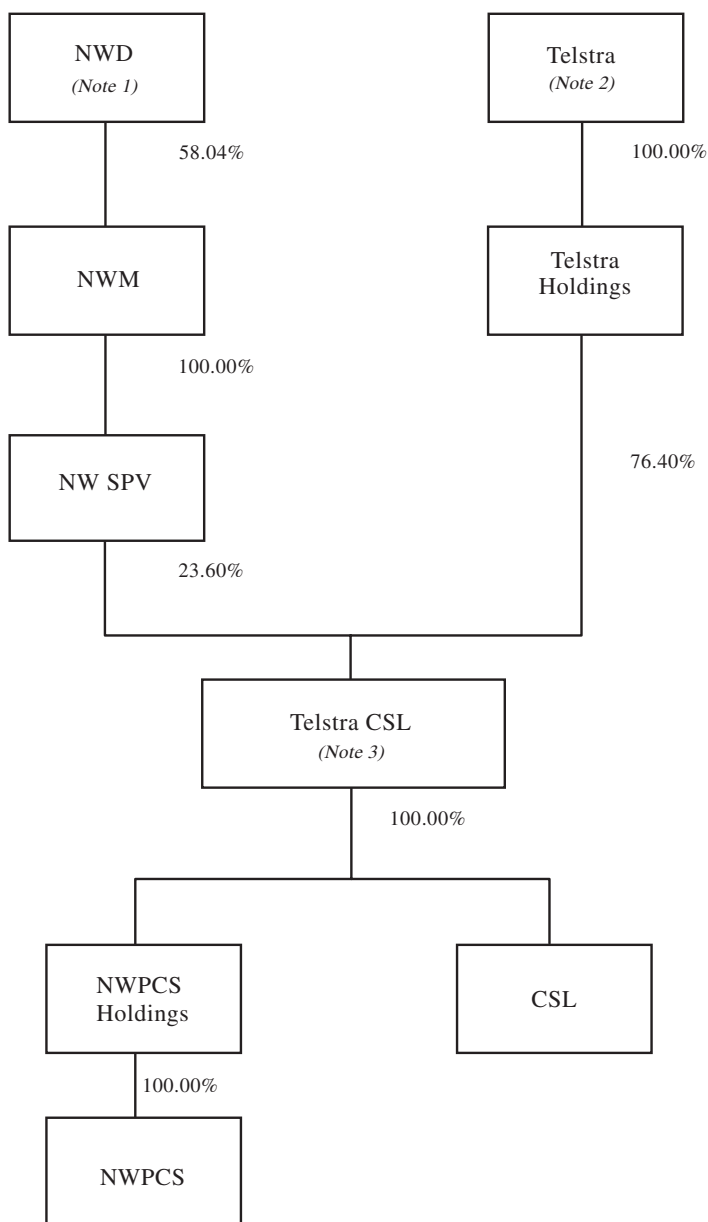 NWD
(Note 1)
Telstra
(Note 2)
58.04%
100.00%
NWM
Telstra
Holdings
100.00%
NW SPV
76.40%
23.60%
Telstra CSL
(Note 3)
100.00%
NWPCS
Holdings
CSL
100.00%
NWPCS